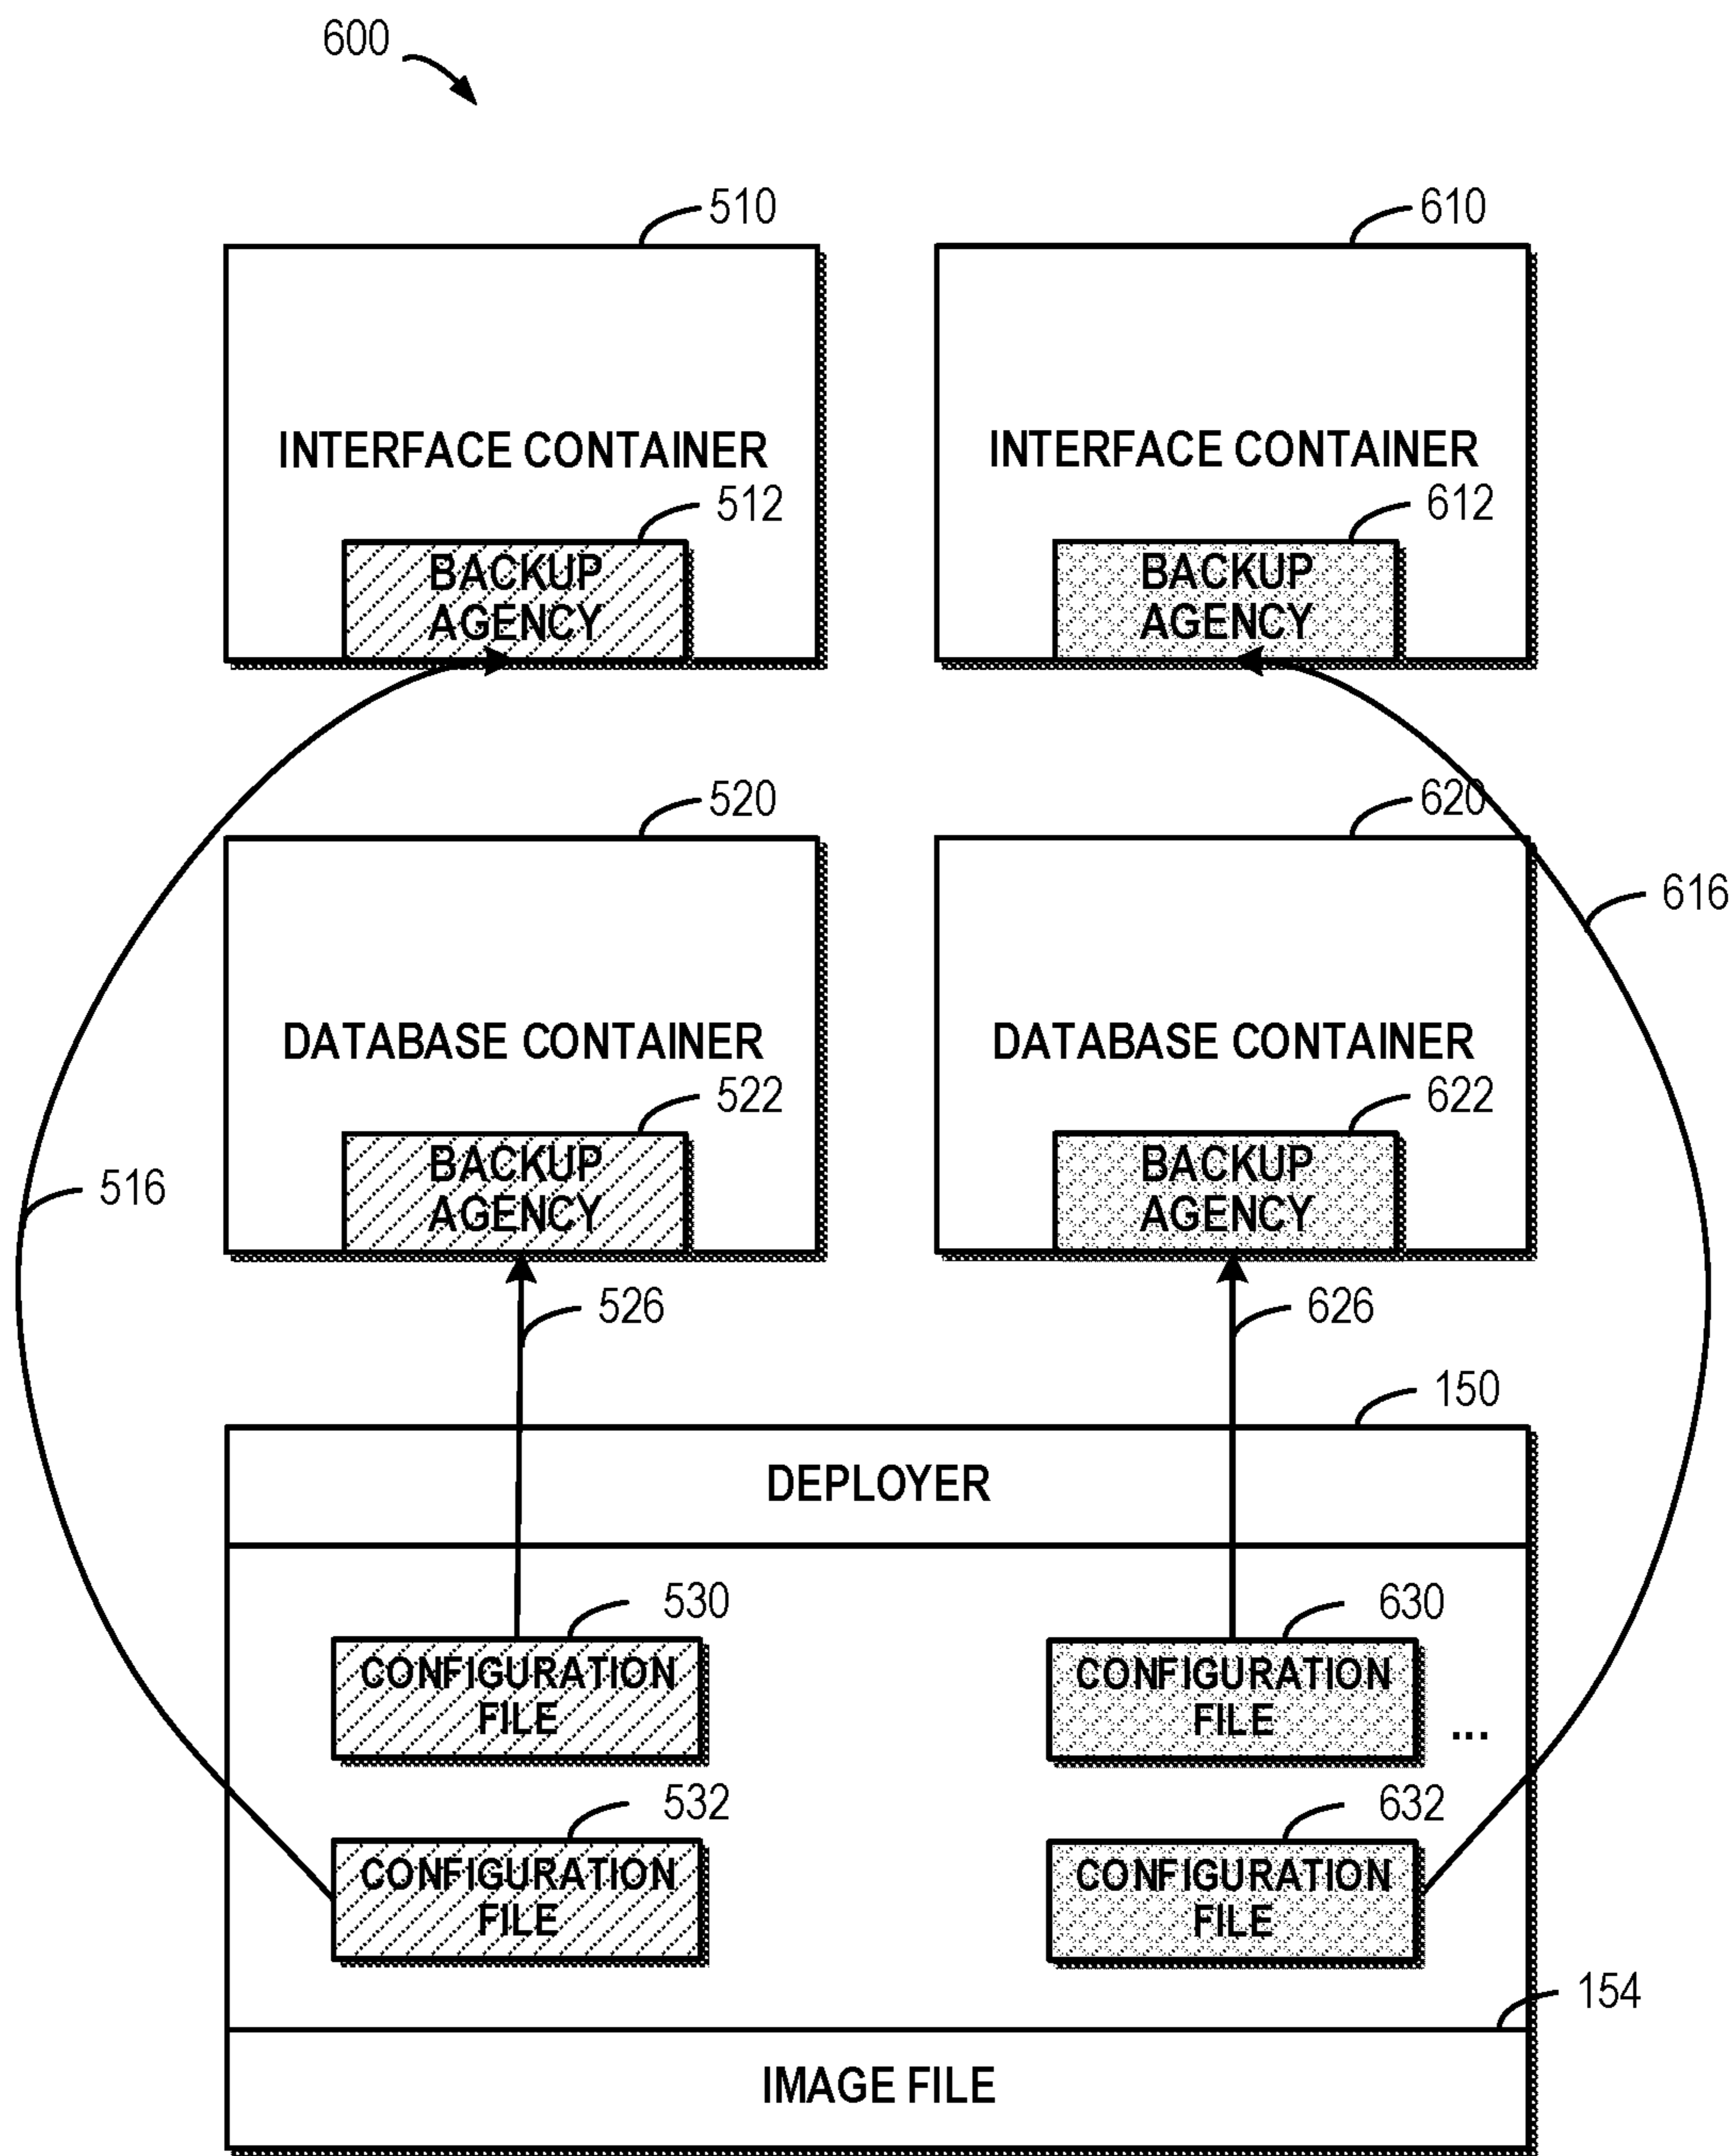 600
510
610
INTERFACE CONTAINER
INTERFACE CONTAINER
512
612
BACKUP
AGENCY
BACKUP
AGENCY
520
620
616
DATABASE CONTAINER
DATABASE CONTAINER
522
622
BACKUP
AGENCY
BACKUP
AGENCY
516
526
626
150
DEPLOYER
530
630
CONFIGURATION
FILE
CONFIGURATION
FILE
...
532
632
CONFIGURATION
FILE
CONFIGURATION
FILE
154
IMAGE FILE